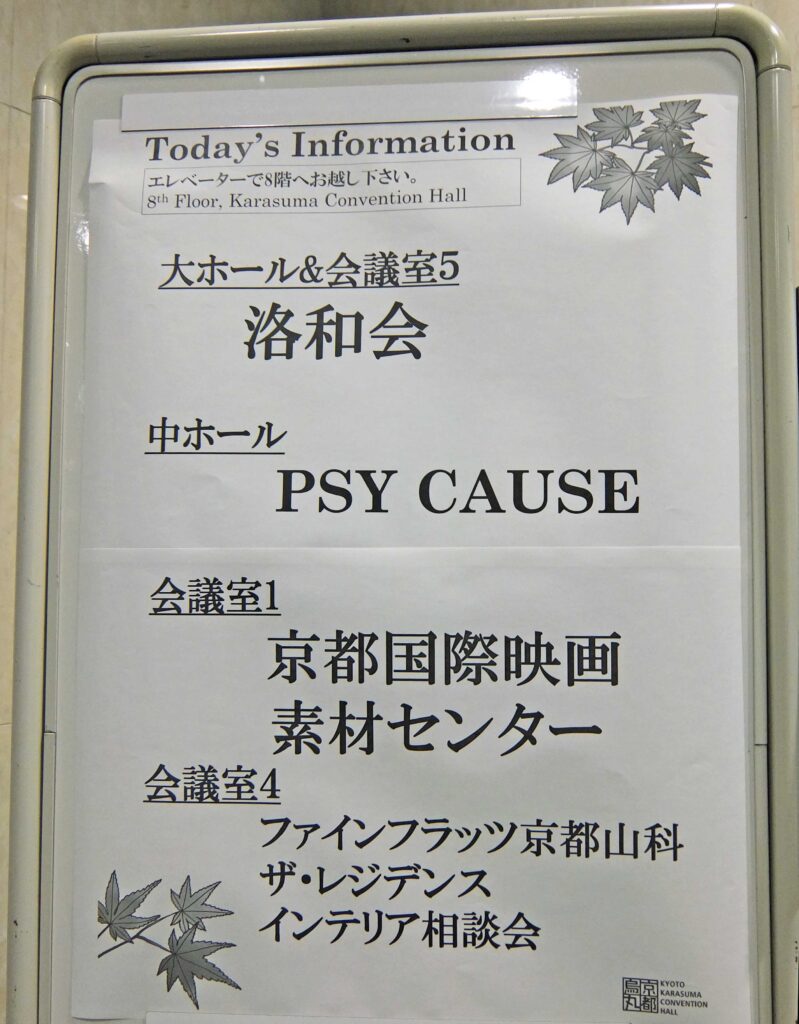 Today's Information
エレベーターで8階へお越し下さい。
8th Floor, Karasuma Convention Hall
大ホール&会議室5
洛和会
中ホール
PSY CAUSE
会議室1
京都国際映画
素材センター
会議室4
ファインフラッツ京都山科
ザ・レジデンス
インテリア相談会
京都烏丸
KYOTO
KARASUMA
CONVENTION
HALL